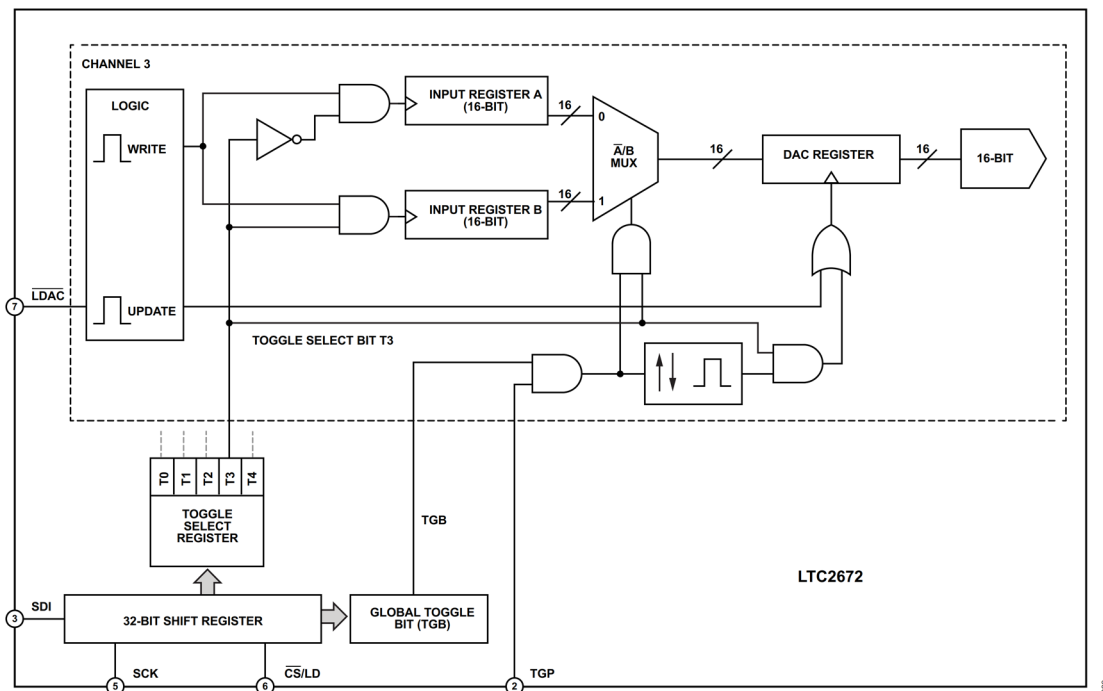 CHANNEL 3
LOGIC
WRITE
UPDATE
INPUT REGISTER A
(16-BIT)
16
0
A̅/B
MUX
16
DAC REGISTER
16
16-BIT
INPUT REGISTER B
(16-BIT)
16
1
7
L̅D̅A̅C̅
TOGGLE SELECT BIT T3
T0
T1
T2
T3
T4
TOGGLE
SELECT
REGISTER
TGB
LTC2672
3
SDI
32-BIT SHIFT REGISTER
GLOBAL TOGGLE
BIT (TGB)
5
SCK
6
C̅S̅/LD
2
TGP